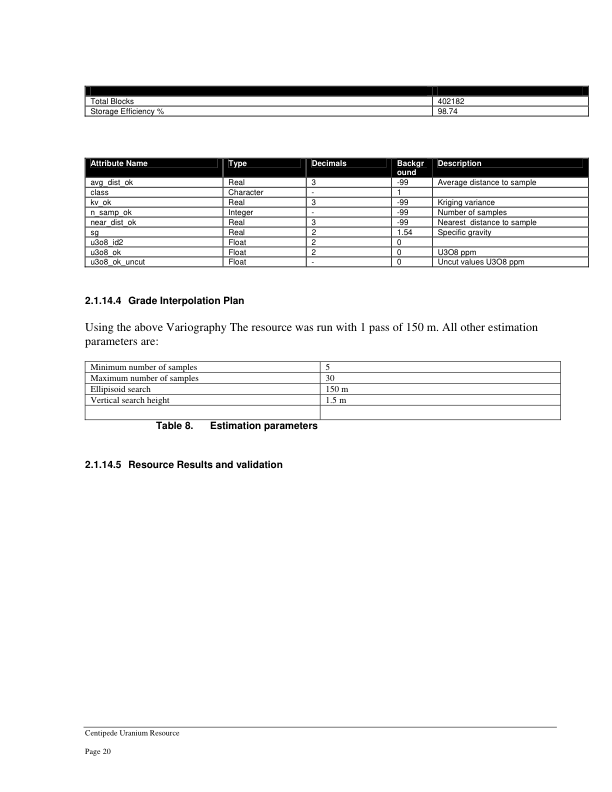 Total Blocks 402182
Storage Efficiency % 98.74
Attribute Name Type Decimals Backgr Description
ound
avg_dist_ok Real 3 -99 Average distance to sample
class Character - 1
kv_ok Real 3 -99 Kriging variance
n_samp_ok Integer - -99 Number of samples
near_dist_ok Real 3 -99 Nearest  distance to sample
sg Real 2 1.54 Specific gravity
u3o8_id2 Float 2 0
u3o8_ok Float 2 0 U3O8 ppm
u3o8_ok_uncut Float - 0 Uncut values U3O8 ppm
2.1.14.4 Grade Interpolation Plan
Using the above Variography The resource was run with 1 pass of 150 m. All other estimation
parameters are:
Minimum number of samples 5
Maximum number of samples 30
Ellipisoid search 150 m
Vertical search height 1.5 m
Table 8. Estimation parameters
2.1.14.5 Resource Results and validation
Centipede Uranium Resource
Page 20